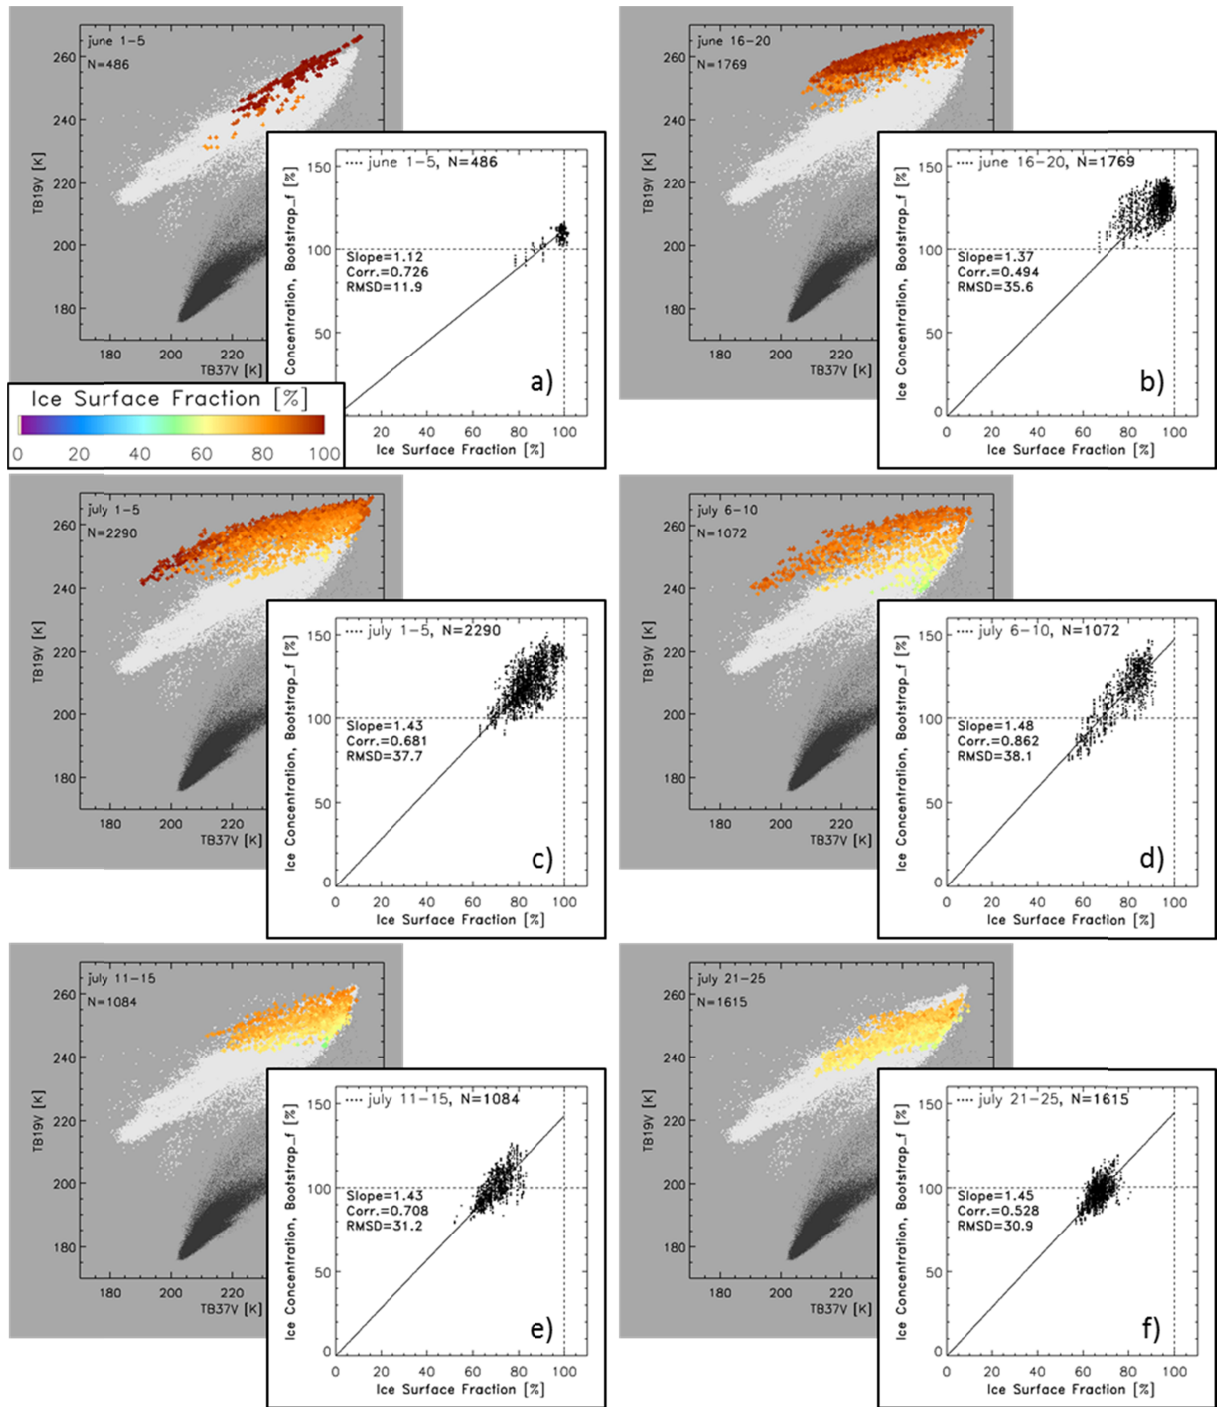 june 1-5
N=486
TB19V [K]
260
240
220
200
180
180
200
220
TB37V [K]
Ice Concentration, Bootstrap_f [%]
150
100
50
0
june 1-5, N=486
Slope=1.12
Corr.=0.726
RMSD=11.9
a)
20 40 60 80 100
Ice Surface Fraction [%]
Ice Surface Fraction [%]
0 20 40 60 80 100
june 16-20
N=1769
TB19V [K]
260
240
220
200
180
180
200
220
TB37V [K]
Ice Concentration, Bootstrap_f [%]
150
100
50
0
june 16-20, N=1769
Slope=1.37
Corr.=0.494
RMSD=35.6
b)
0 20 40 60 80 100
Ice Surface Fraction [%]
july 1-5
N=2290
TB19V [K]
260
240
220
200
180
180
200
220
TB37V [K]
Ice Concentration, Bootstrap_f [%]
150
100
50
0
july 1-5, N=2290
Slope=1.43
Corr.=0.681
RMSD=37.7
c)
0 20 40 60 80 100
Ice Surface Fraction [%]
july 6-10
N=1072
TB19V [K]
260
240
220
200
180
180
200
220
TB37V [K]
Ice Concentration, Bootstrap_f [%]
150
100
50
0
july 6-10, N=1072
Slope=1.48
Corr.=0.862
RMSD=38.1
d)
0 20 40 60 80 100
Ice Surface Fraction [%]
july 11-15
N=1084
TB19V [K]
260
240
220
200
180
180
200
220
TB37V [K]
Ice Concentration, Bootstrap_f [%]
150
100
50
0
july 11-15, N=1084
Slope=1.43
Corr.=0.708
RMSD=31.2
e)
0 20 40 60 80 100
Ice Surface Fraction [%]
july 21-25
N=1615
TB19V [K]
260
240
220
200
180
180
200
220
TB37V [K]
Ice Concentration, Bootstrap_f [%]
150
100
50
0
july 21-25, N=1615
Slope=1.45
Corr.=0.528
RMSD=30.9
f)
0 20 40 60 80 100
Ice Surface Fraction [%]